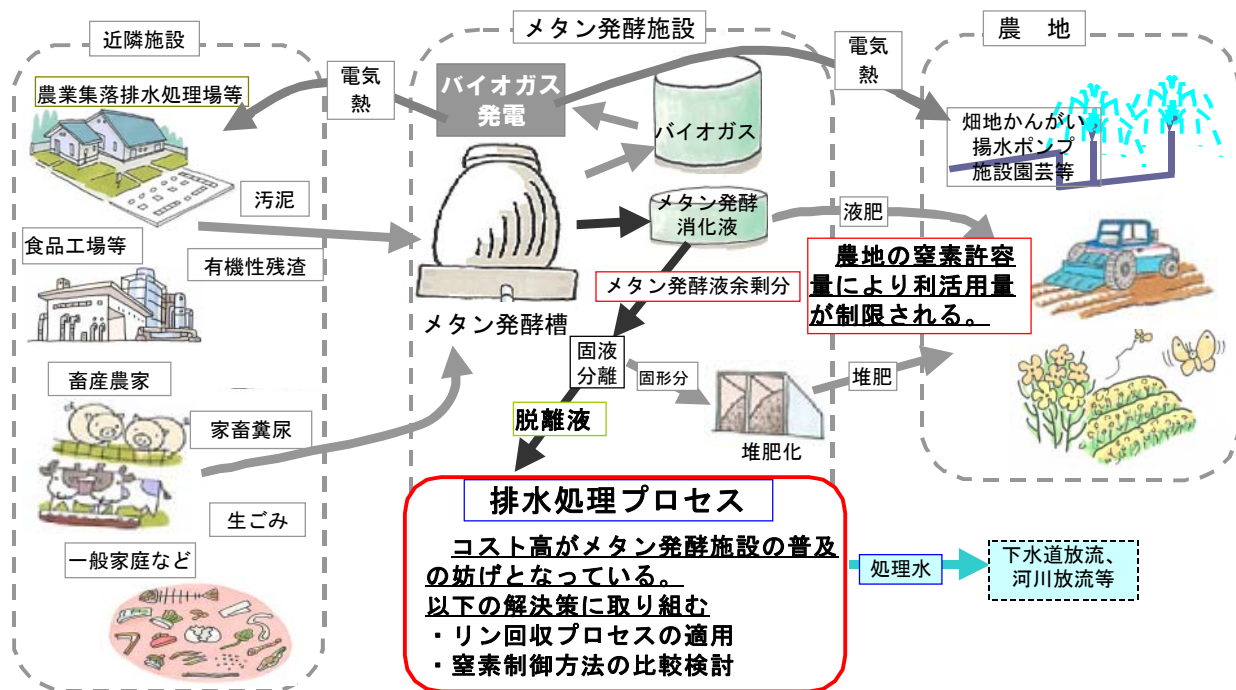 近隣施設
農業集落排水処理場等
汚泥
食品工場等
有機性残渣
畜産農家
家畜糞尿
生ごみ
一般家庭など
電気
熱
メタン発酵施設
バイオガス
発電
バイオガス
メタン発酵槽
メタン発酵
消化液
メタン発酵液余剰分
固液
分離
固形分
堆肥化
脱離液
排水処理プロセス
コスト高がメタン発酵施設の普及
の妨げとなっている。
以下の解決策に取り組む
・リン回収プロセスの適用
・窒素制御方法の比較検討
電気
熱
液肥
農地の窒素許容
量により利活用量
が制限される。
堆肥
農 地
畑地かんがい
揚水ポンプ
施設園芸等
処理水
下水道放流、
河川放流等